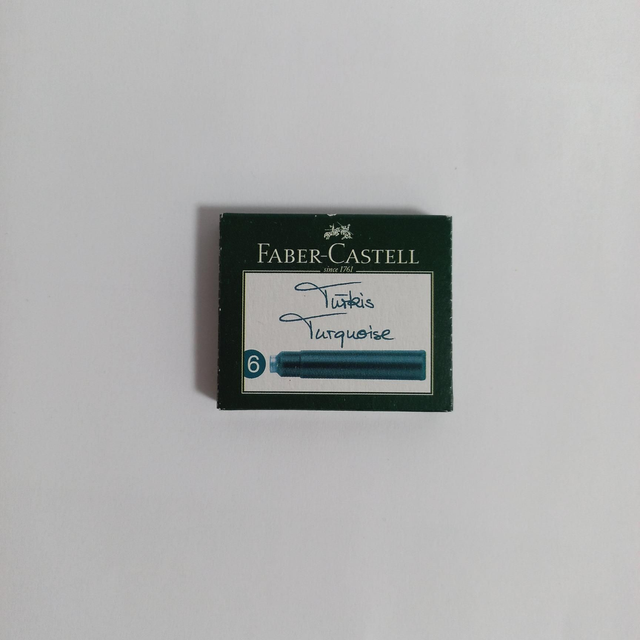 FABER-CASTELL
since 1761
Türkis
Turquoise
6